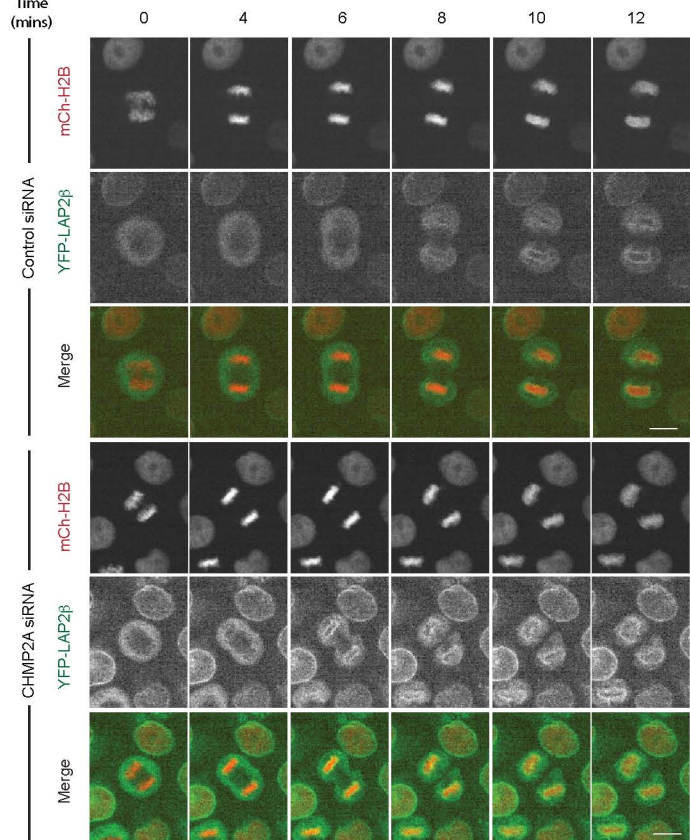 Time
(mins)
0 4 6 8 10 12
Control siRNA
mCh-H2B
YFP-LAP2β
Merge
CHMP2A siRNA
mCh-H2B
YFP-LAP2β
Merge